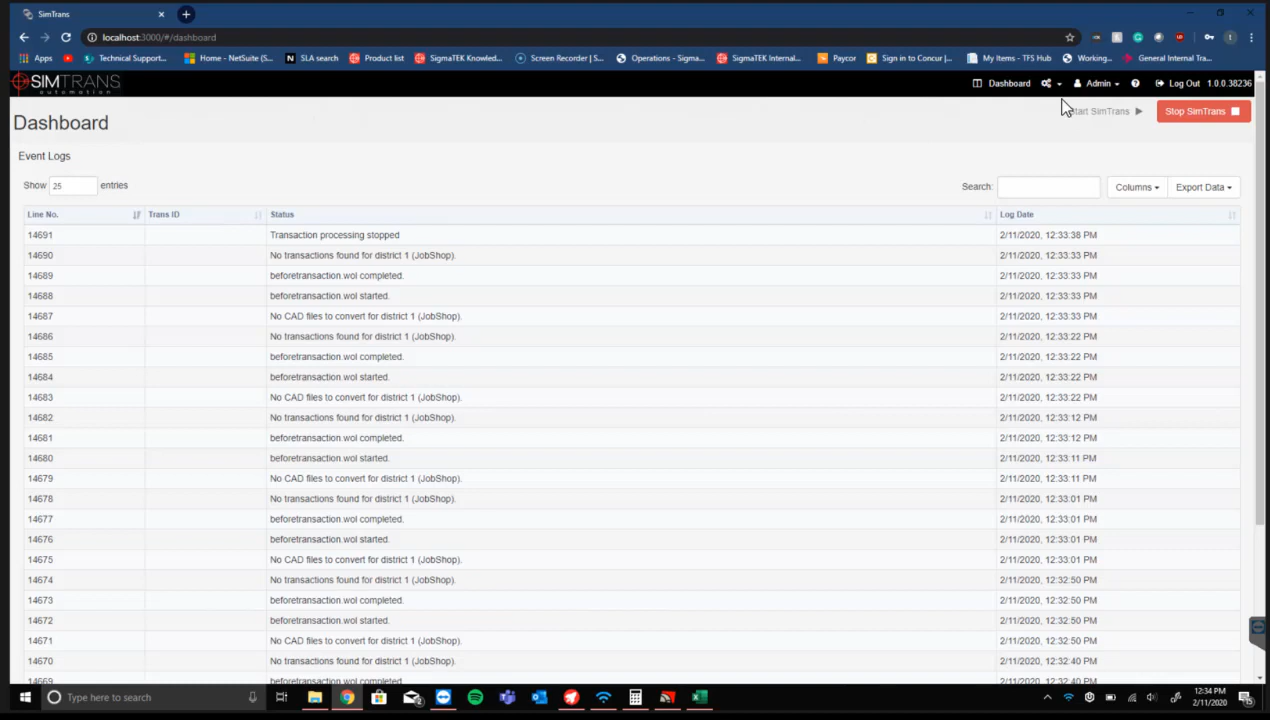 SimTrans
localhost:3000/#/dashboard
Apps
Technical Support...
Home - NetSuite (S...
SLA search
Product list
SigmaTEK Knowled...
Screen Recorder | S...
Operations - Sigma...
SigmaTEK Internal...
Paycor
Sign in to Concur |...
My Items - TFS Hub
Working...
General Internal Tra...
SIMTRANS
automation
Dashboard
Admin
Log Out
1.0.0.38236
Dashboard
SimTrans
Stop SimTrans
Event Logs
Show 25 entries
Search:
Columns
Export Data
Line No. Trans ID Status Log Date
14691 Transaction processing stopped 2/11/2020, 12:33:38 PM
14690 No transactions found for district 1 (JobShop). 2/11/2020, 12:33:33 PM
14689 beforetransaction.wol completed. 2/11/2020, 12:33:33 PM
14688 beforetransaction.wol started. 2/11/2020, 12:33:33 PM
14687 No CAD files to convert for district 1 (JobShop). 2/11/2020, 12:33:33 PM
14686 No transactions found for district 1 (JobShop). 2/11/2020, 12:33:22 PM
14685 beforetransaction.wol completed. 2/11/2020, 12:33:22 PM
14684 beforetransaction.wol started. 2/11/2020, 12:33:22 PM
14683 No CAD files to convert for district 1 (JobShop). 2/11/2020, 12:33:22 PM
14682 No transactions found for district 1 (JobShop). 2/11/2020, 12:33:12 PM
14681 beforetransaction.wol completed. 2/11/2020, 12:33:12 PM
14680 beforetransaction.wol started. 2/11/2020, 12:33:11 PM
14679 No CAD files to convert for district 1 (JobShop). 2/11/2020, 12:33:11 PM
14678 No transactions found for district 1 (JobShop). 2/11/2020, 12:33:01 PM
14677 beforetransaction.wol completed. 2/11/2020, 12:33:01 PM
14676 beforetransaction.wol started. 2/11/2020, 12:33:01 PM
14675 No CAD files to convert for district 1 (JobShop). 2/11/2020, 12:33:01 PM
14674 No transactions found for district 1 (JobShop). 2/11/2020, 12:32:50 PM
14673 beforetransaction.wol completed. 2/11/2020, 12:32:50 PM
14672 beforetransaction.wol started. 2/11/2020, 12:32:50 PM
14671 No CAD files to convert for district 1 (JobShop). 2/11/2020, 12:32:50 PM
14670 No transactions found for district 1 (JobShop). 2/11/2020, 12:32:40 PM
14669 beforetransaction.wol completed. 2/11/2020, 12:32:40 PM
Type here to search
12:34 PM
2/11/2020